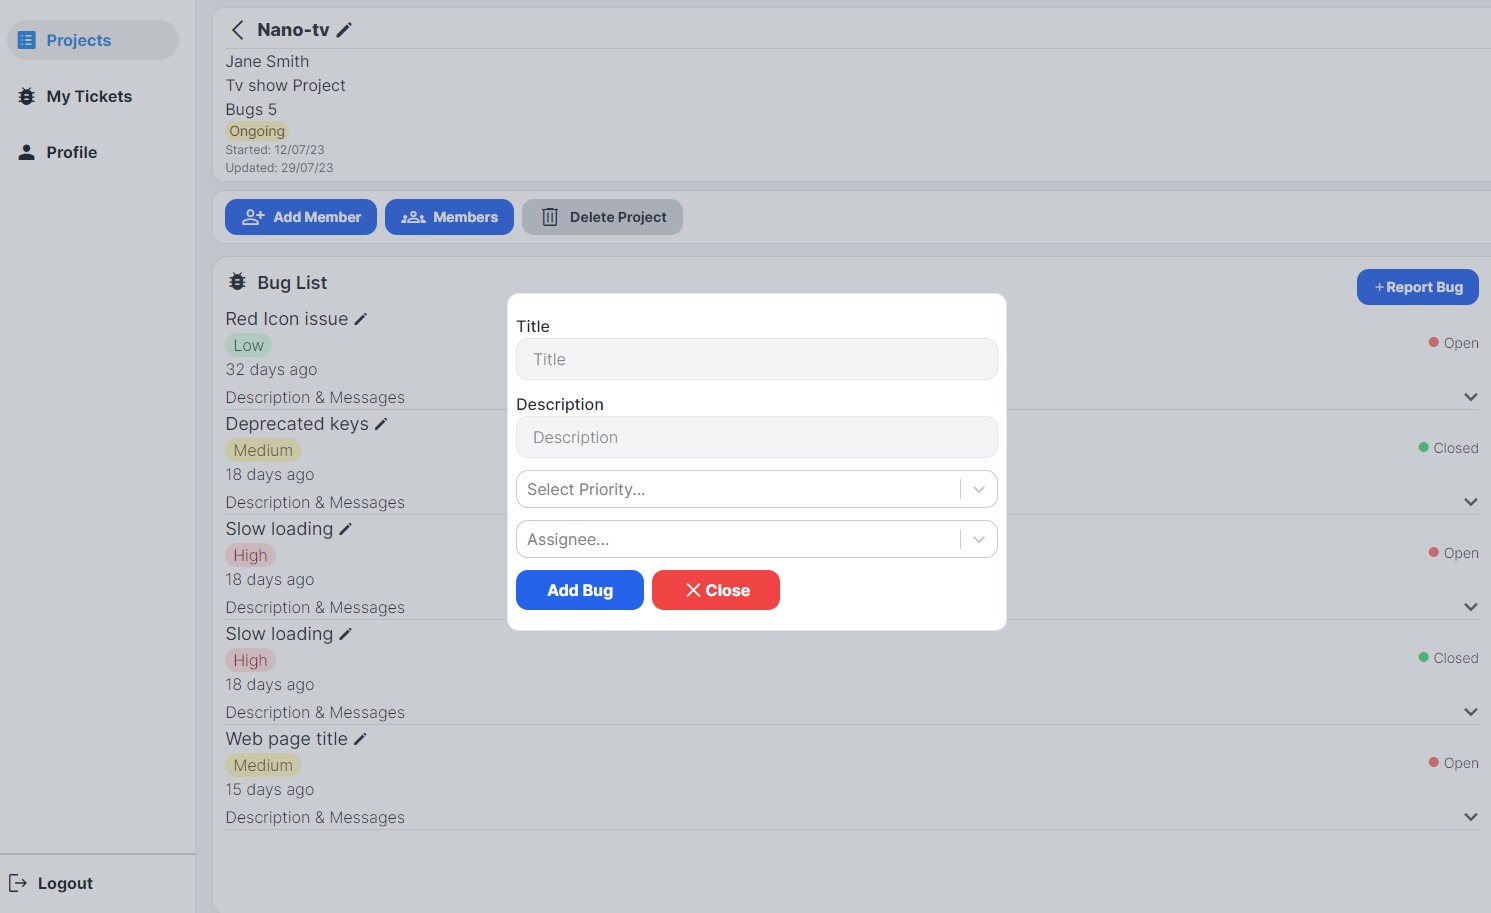 Projects
My Tickets
Profile
Logout
Nano-tv
Jane Smith
Tv show Project
Bugs 5
Ongoing
Started: 12/07/23
Updated: 29/07/23
Add Member
Members
Delete Project
Bug List
+ Report Bug
Red Icon issue
Low
Open
32 days ago
Description & Messages
Deprecated keys
Medium
Closed
18 days ago
Description & Messages
Slow loading
High
Open
18 days ago
Description & Messages
Slow loading
High
Closed
18 days ago
Description & Messages
Web page title
Medium
Open
15 days ago
Description & Messages
Title
Title
Description
Description
Select Priority...
Assignee...
Add Bug
Close